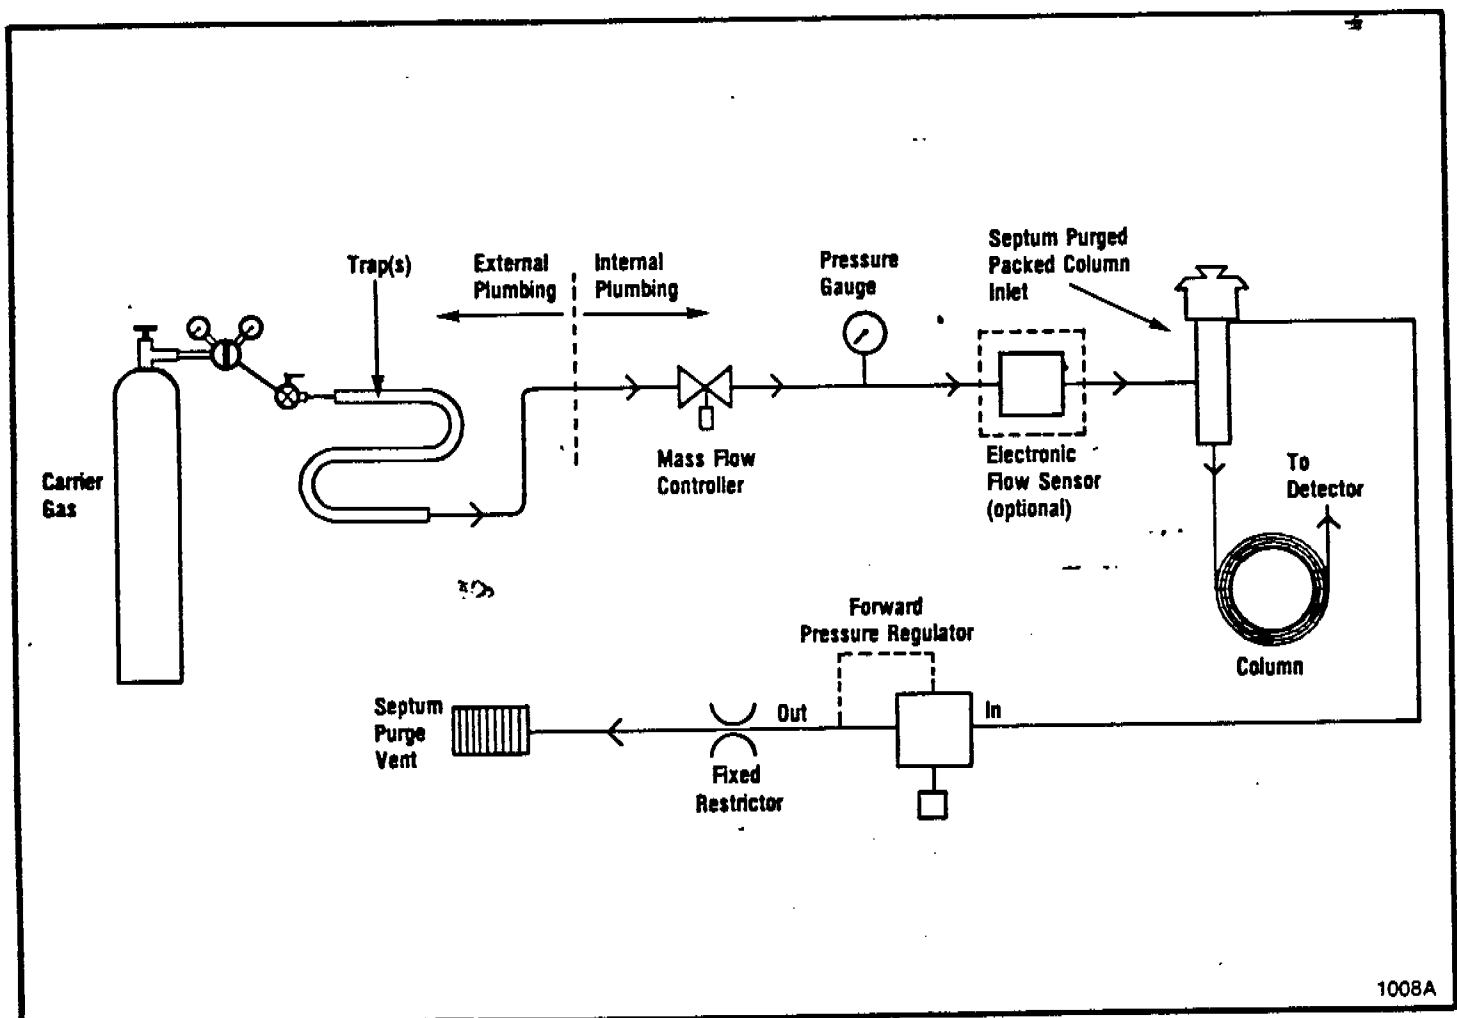 Trap(s)
External
Plumbing
Internal
Plumbing
Pressure
Gauge
Septum Purged
Packed Column
Inlet
Carrier
Gas
Mass Flow
Controller
Electronic
Flow Sensor
(optional)
To
Detector
Column
Forward
Pressure Regulator
Septum
Purge
Vent
Out
In
Fixed
Restrictor
1008A